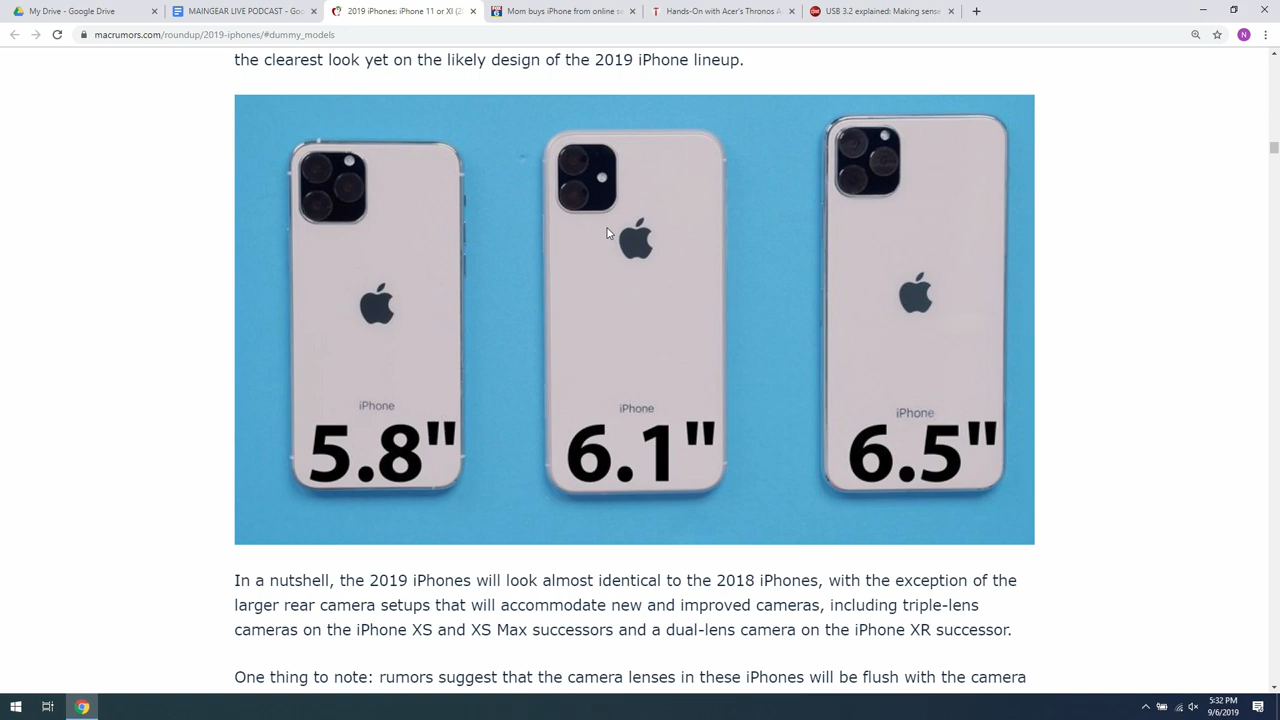 My Drive - Google Drive
MAINGEAR LIVE PODCAST - Goo
2019 iPhones: iPhone 11 or XI (2
Mom buys iPhone from online se
Hands-On with Acer's Thronos A
USB 3.2 explained: Making sense
macrumors.com/roundup/2019-iphones/#dummy_models
N
the clearest look yet on the likely design of the 2019 iPhone lineup.
iPhone
iPhone
iPhone
5.8"
6.1"
6.5"
In a nutshell, the 2019 iPhones will look almost identical to the 2018 iPhones, with the exception of the
larger rear camera setups that will accommodate new and improved cameras, including triple-lens
cameras on the iPhone XS and XS Max successors and a dual-lens camera on the iPhone XR successor.
One thing to note: rumors suggest that the camera lenses in these iPhones will be flush with the camera
5:32 PM
9/6/2019